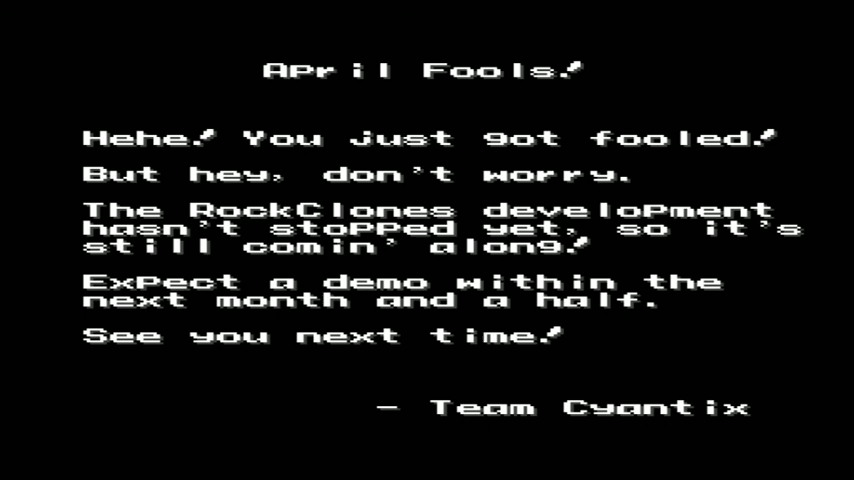 April Fools!
Hehe! You just got fooled!
But hey, don't worry.
The RockClones development
hasn't stopped yet, so it's
still comin' along!
Expect a demo within the
next month and a half.
See you next time!
- Team Cyantix